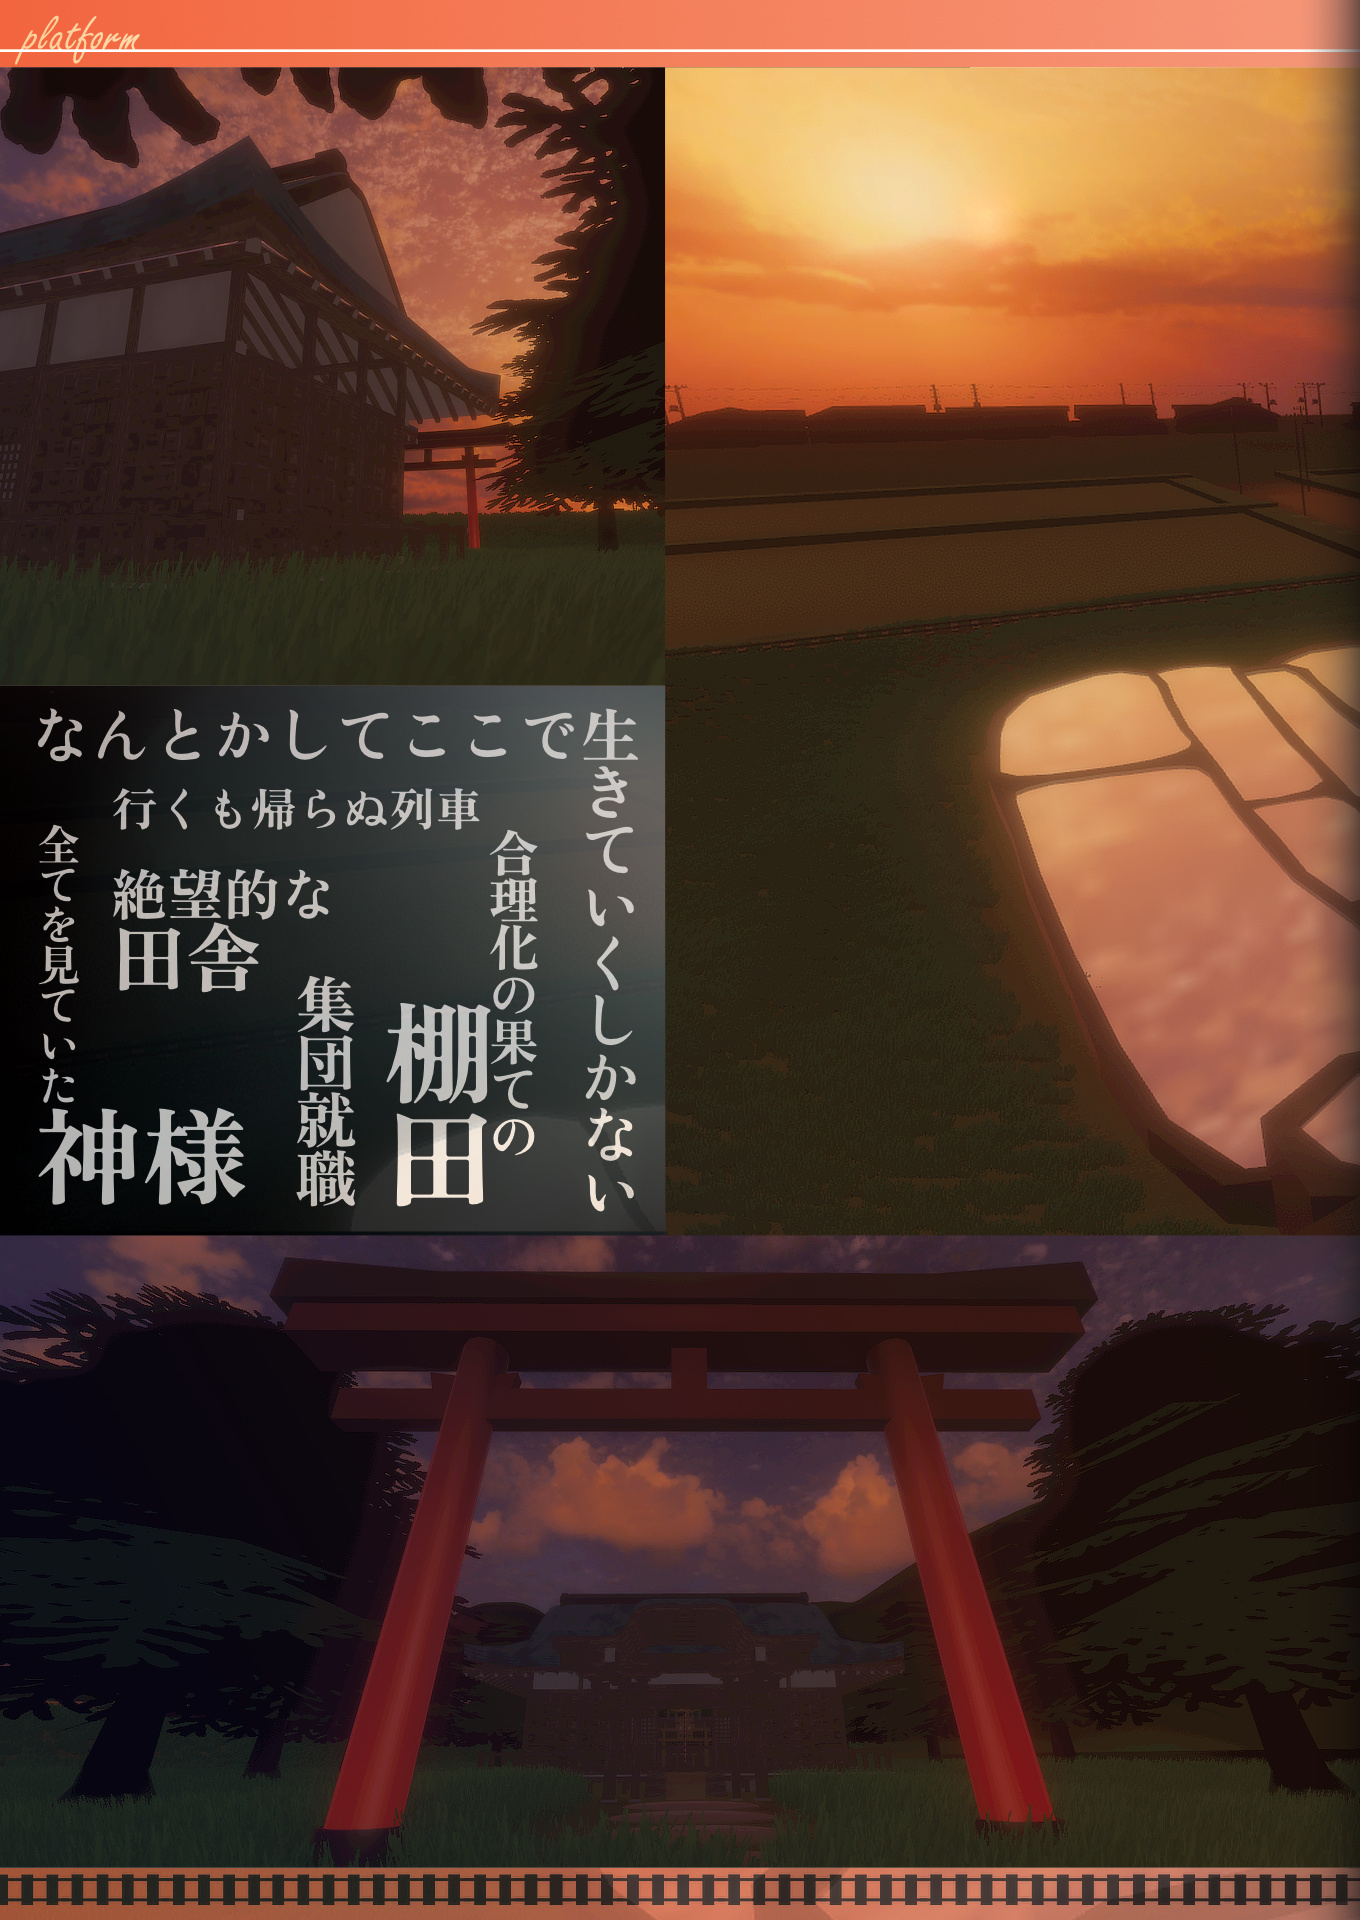 platform
なんとかしてここで生きていくしかない
行くも帰らぬ列車
合理化の果ての
棚田
絶望的な
田舎
集団就職
全てを見ていた
神様